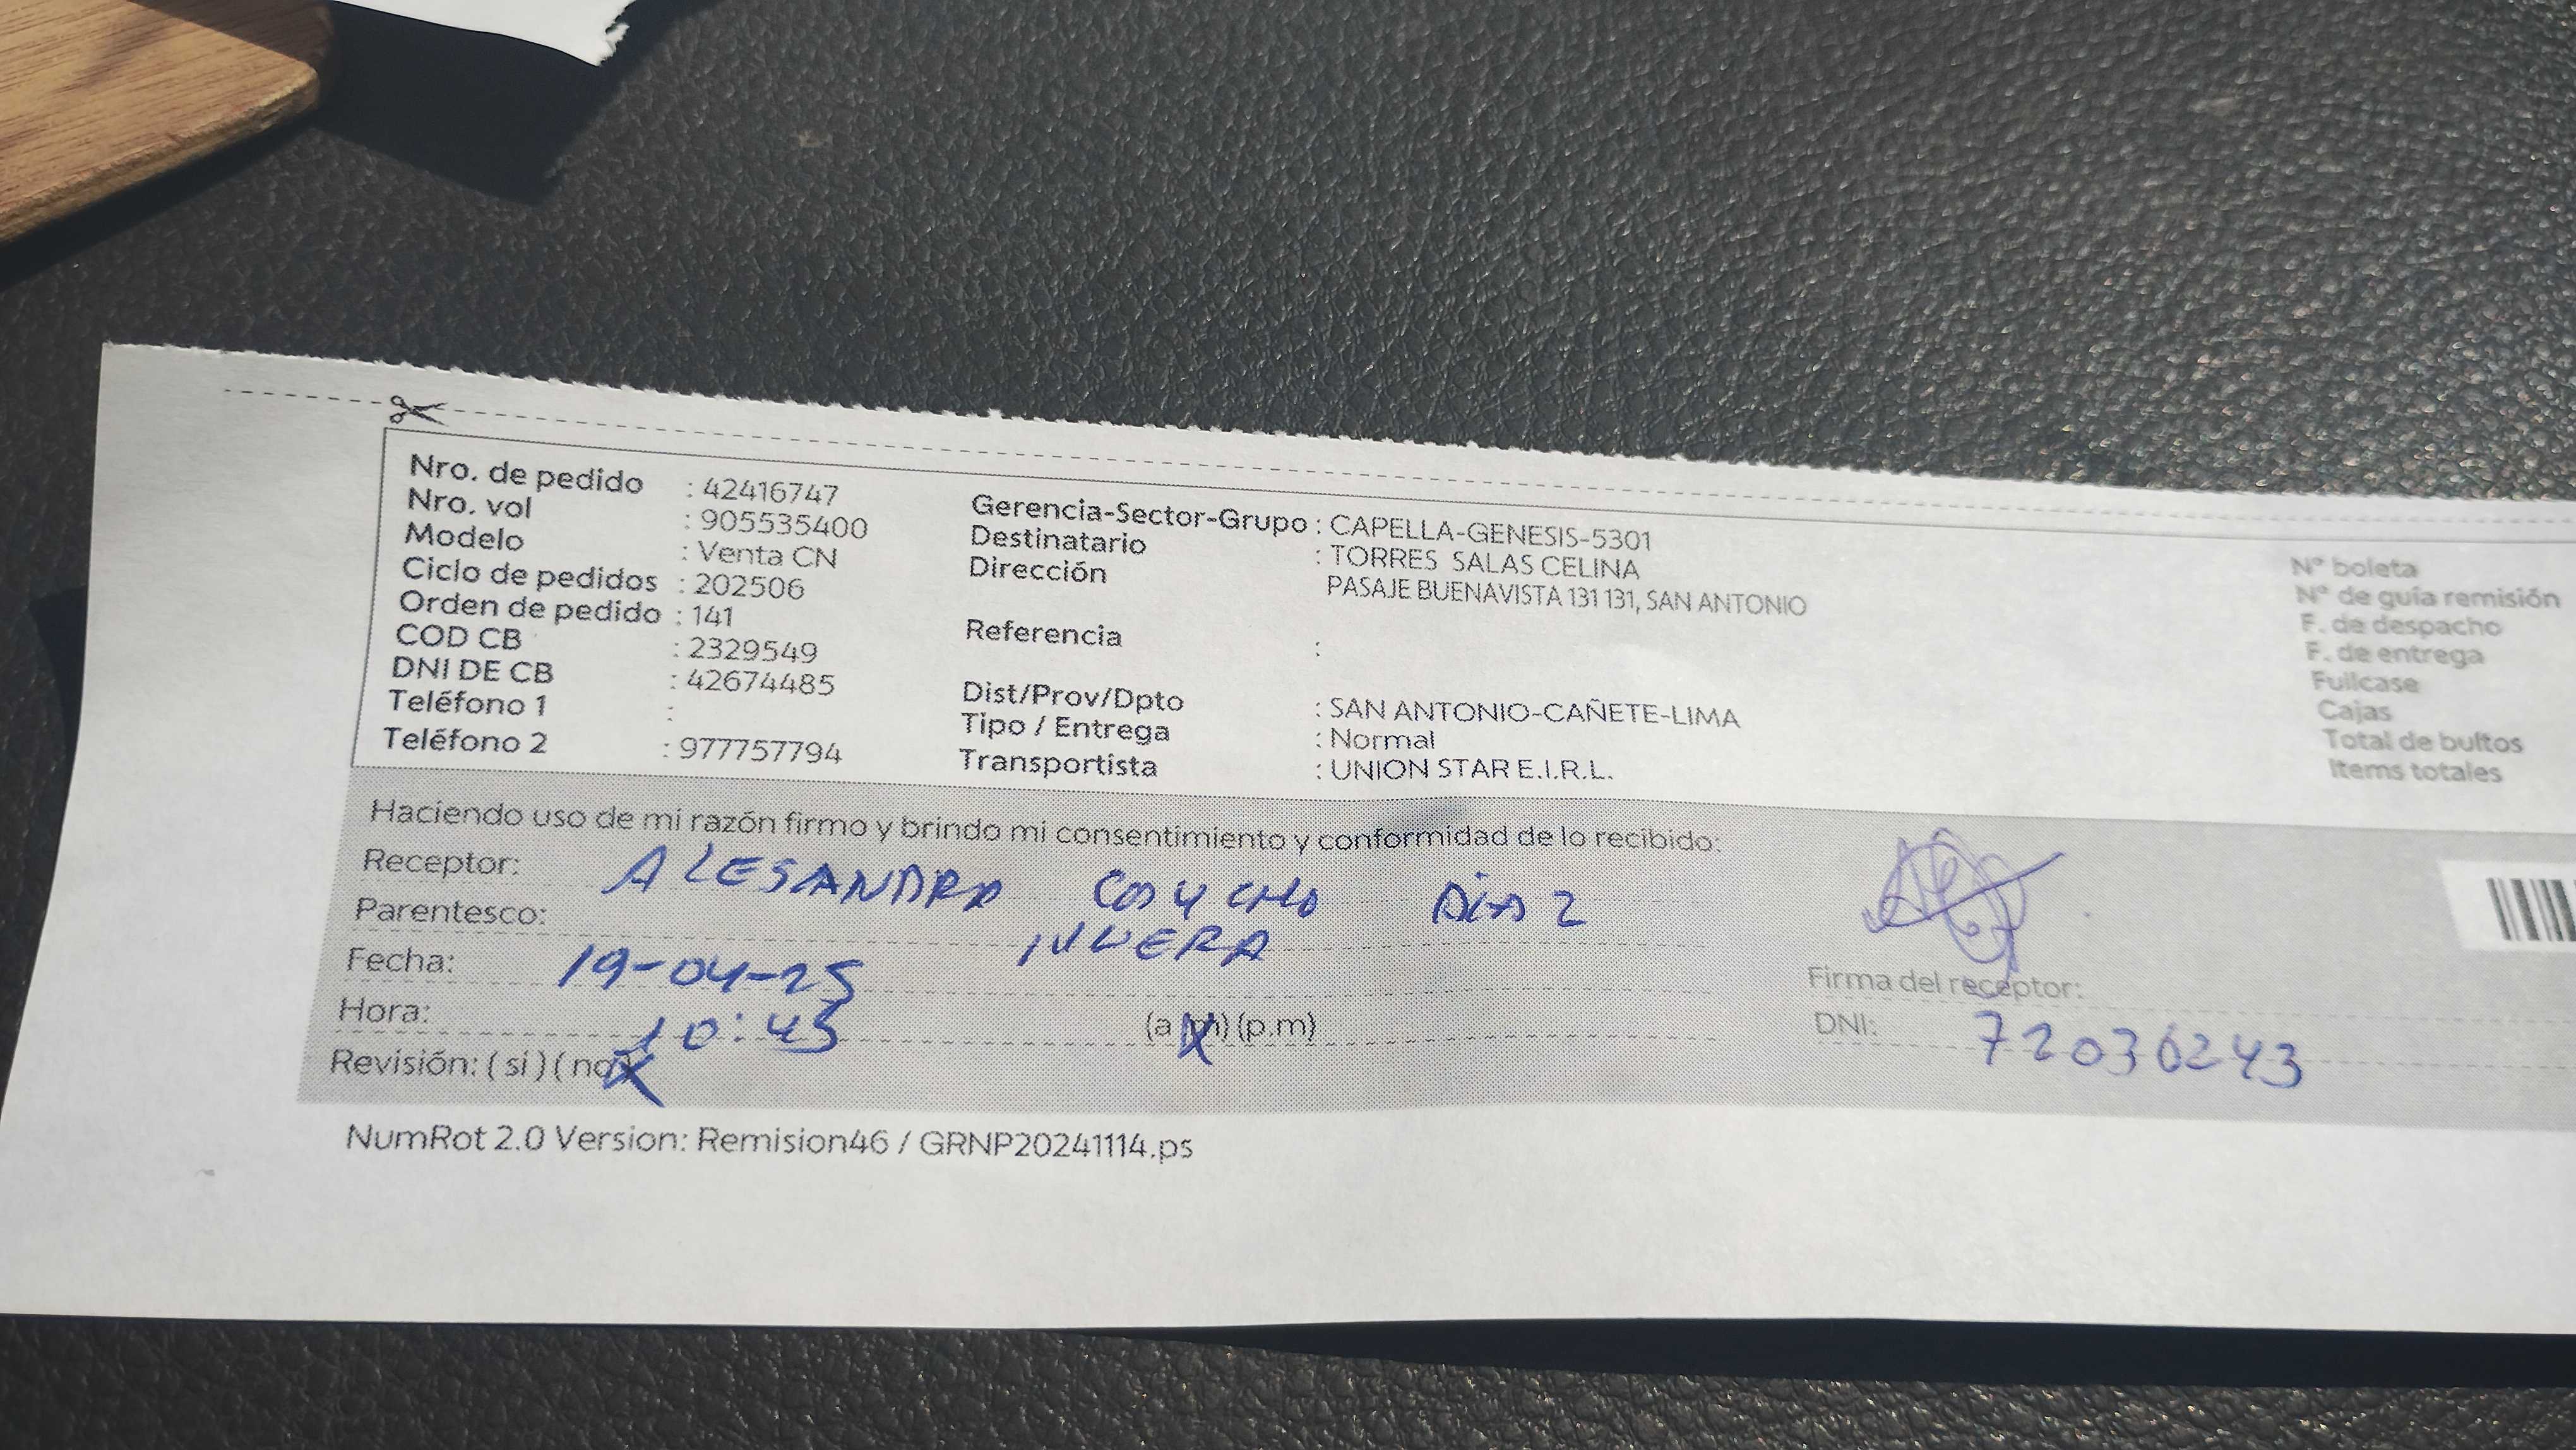 Nro. de pedido : 42416747
Nro. vol : 905535400
Modelo : Venta CN
Ciclo de pedidos : 202506
Orden de pedido : 141
COD CB : 2329549
DNI DE CB : 42674485
Teléfono 1 :
Teléfono 2 : 977757794
Gerencia-Sector-Grupo : CAPELLA-GENESIS-5301
Destinatario : TORRES SALAS CELINA
Dirección PASAJE BUENAVISTA 131 131, SAN ANTONIO
Referencia :
Dist/Prov/Dpto : SAN ANTONIO-CAÑETE-LIMA
Tipo / Entrega : Normal
Transportista : UNION STAR E.I.R.L.
N° boleta
N° de guía remisión
F. de despacho
F. de entrega
Fullcase
Cajas
Total de bultos
Items totales
Haciendo uso de mi razón firmo y brindo mi consentimiento y conformidad de lo recibido:
Receptor: ALESANDRA DIAZ
Parentesco: NUERA
Fecha: 19-04-25
Hora: 10:45 (a.m) (p.m)
Revisión: ( si ) ( no )
Firma del receptor:
DNI: 72036243
NumRot 2.0 Version: Remision46 / GRNP20241114.ps